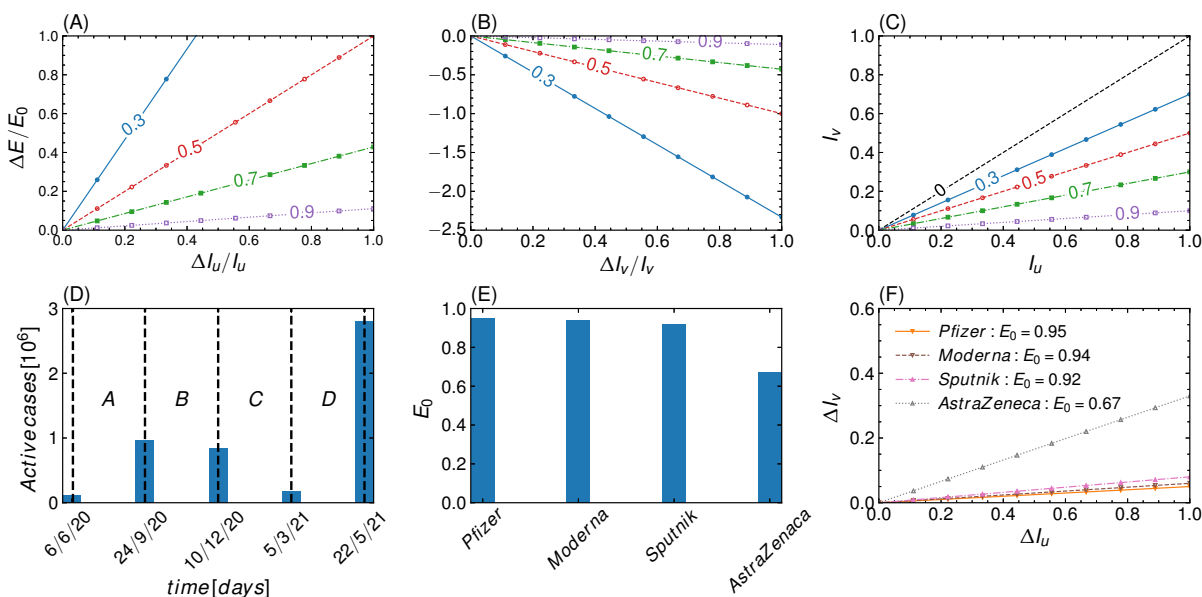 (A)
1.0
0.8
0.6
0.4
0.2
0.0
ΔE/E₀
0.3
0.5
0.7
0.9
0.0 0.2 0.4 0.6 0.8 1.0
ΔI_u/I_u
(B)
0.0
−0.5
−1.0
−1.5
−2.0
−2.5
0.9
0.7
0.5
0.3
0.0 0.2 0.4 0.6 0.8 1.0
ΔI_v/I_v
(C)
1.0
0.8
0.6
0.4
0.2
0.0
I_v
0
0.3
0.5
0.7
0.9
0.0 0.2 0.4 0.6 0.8 1.0
I_u
(D)
3
2
1
0
Activecases[10⁶]
A B C D
6/6/20 24/9/20 10/12/20 5/3/21 22/5/21
time[days]
(E)
1.0
0.8
0.6
0.4
0.2
0.0
E₀
Pfizer Moderna Sputnik AstraZenaca
(F)
0.6
0.4
0.2
0.0
ΔI_v
Pfizer : E₀ = 0.95
Moderna : E₀ = 0.94
Sputnik : E₀ = 0.92
AstraZeneca : E₀ = 0.67
0.0 0.2 0.4 0.6 0.8 1.0
ΔI_u